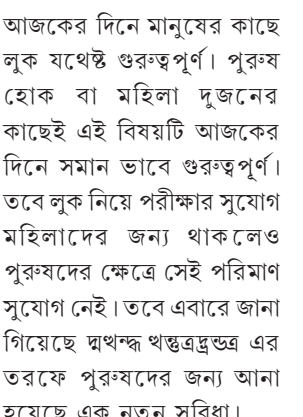 আজকের দিনে মানুষের কাছে
লুক যথেষ্ট গুরুত্বপূর্ণ। পুরুষ
হোক বা মহিলা দুজনের
কাছেই এই বিষয়টি আজকের
দিনে সমান ভাবে গুরুত্বপূর্ণ।
তবে লুক নিয়ে পরীক্ষার সুযোগ
মহিলাদের জন্য থাকলেও
পুরুষদের ক্ষেত্রে সেই পরিমাণ
সুযোগ নেই। তবে এবারে জানা
গিয়েছে এর
তরফে পুরুষদের জন্য আনা
হয়েছে এক নতুন সুবিধা।